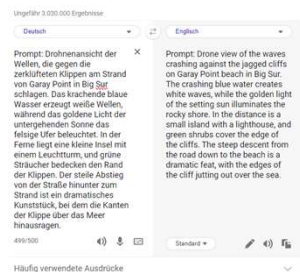 Ungefähr 3.030.000 Ergebnisse
Deutsch
Englisch
Prompt: Drohnenansicht der
Wellen, die gegen die
zerklüfteten Klippen am Strand
von Garay Point in Big Sur
schlagen. Das krachende blaue
Wasser erzeugt weiße Wellen,
während das goldene Licht der
untergehenden Sonne das
felsige Ufer beleuchtet. In der
Ferne liegt eine kleine Insel mit
einem Leuchtturm, und grüne
Sträucher bedecken den Rand
der Klippen. Der steile Abstieg
von der Straße hinunter zum
Strand ist ein dramatisches
Kunststück, bei dem die Kanten
der Klippe über das Meer
hinausragen.
499/500
Prompt: Drone view of the waves
crashing against the jagged cliffs
on Garay Point beach in Big Sur.
The crashing blue water creates
white waves, while the golden light
of the setting sun illuminates the
rocky shore. In the distance is a
small island with a lighthouse, and
green shrubs cover the edge of
the cliffs. The steep descent from
the road down to the beach is a
dramatic feat, with the edges of
the cliff jutting out over the sea.
Standard
Häufig verwendete Ausdrücke